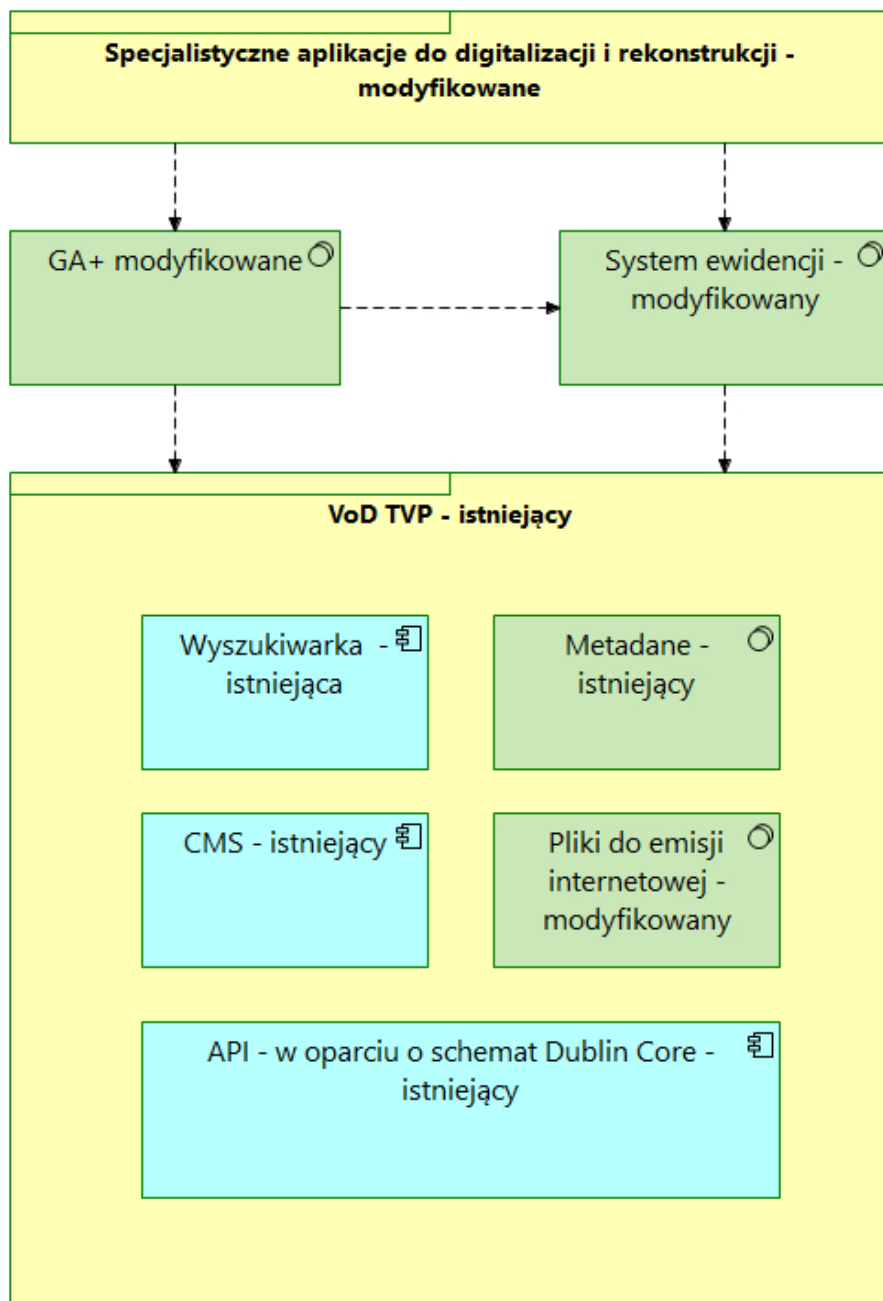 Specjalistyczne aplikacje do digitalizacji i rekonstrukcji -
modyfikowane
GA+ modyfikowane
System ewidencji -
modyfikowany
VoD TVP - istniejący
Wyszukiwarka  -
istniejąca
Metadane -
istniejący
CMS - istniejący
Pliki do emisji
internetowej -
modyfikowany
API - w oparciu o schemat Dublin Core -
istniejący